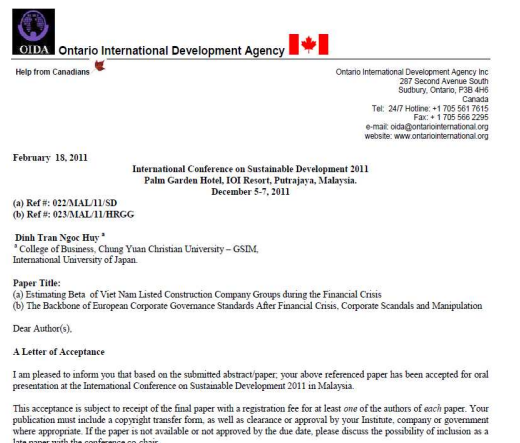 OIDA
Ontario International Development Agency
Help from Canadians
Ontario International Development Agency Inc
287 Second Avenue South
Sudbury, Ontario, P3B 4H6
Canada
Tel: 24/7 Hotline: +1 705 561 7615
Fax: + 1 705 566 2295
e-mail: oida@ontariointernational.org
website: www.ontariointernational.org
February 18, 2011
International Conference on Sustainable Development 2011
Palm Garden Hotel, IOI Resort, Putrajaya, Malaysia.
December 5-7, 2011
(a) Ref #: 022/MAL/11/SD
(b) Ref #: 023/MAL/11/HRGG
Dinh Tran Ngoc Huy a
a College of Business, Chung Yuan Christian University – GSIM,
International University of Japan.
Paper Title:
(a) Estimating Beta of Viet Nam Listed Construction Company Groups during the Financial Crisis
(b) The Backbone of European Corporate Governance Standards After Financial Crisis, Corporate Scandals and Manipulation
Dear Author(s),
A Letter of Acceptance
I am pleased to inform you that based on the submitted abstract/paper; your above referenced paper has been accepted for oral
presentation at the International Conference on Sustainable Development 2011 in Malaysia.
This acceptance is subject to receipt of the final paper with a registration fee for at least one of the authors of each paper. Your
publication must include a copyright transfer form, as well as clearance or approval by your Institute, company or government
where appropriate. If the paper is not available or not approved by the due date, please discuss the possibility of inclusion as a
late paper with the conference co-chair